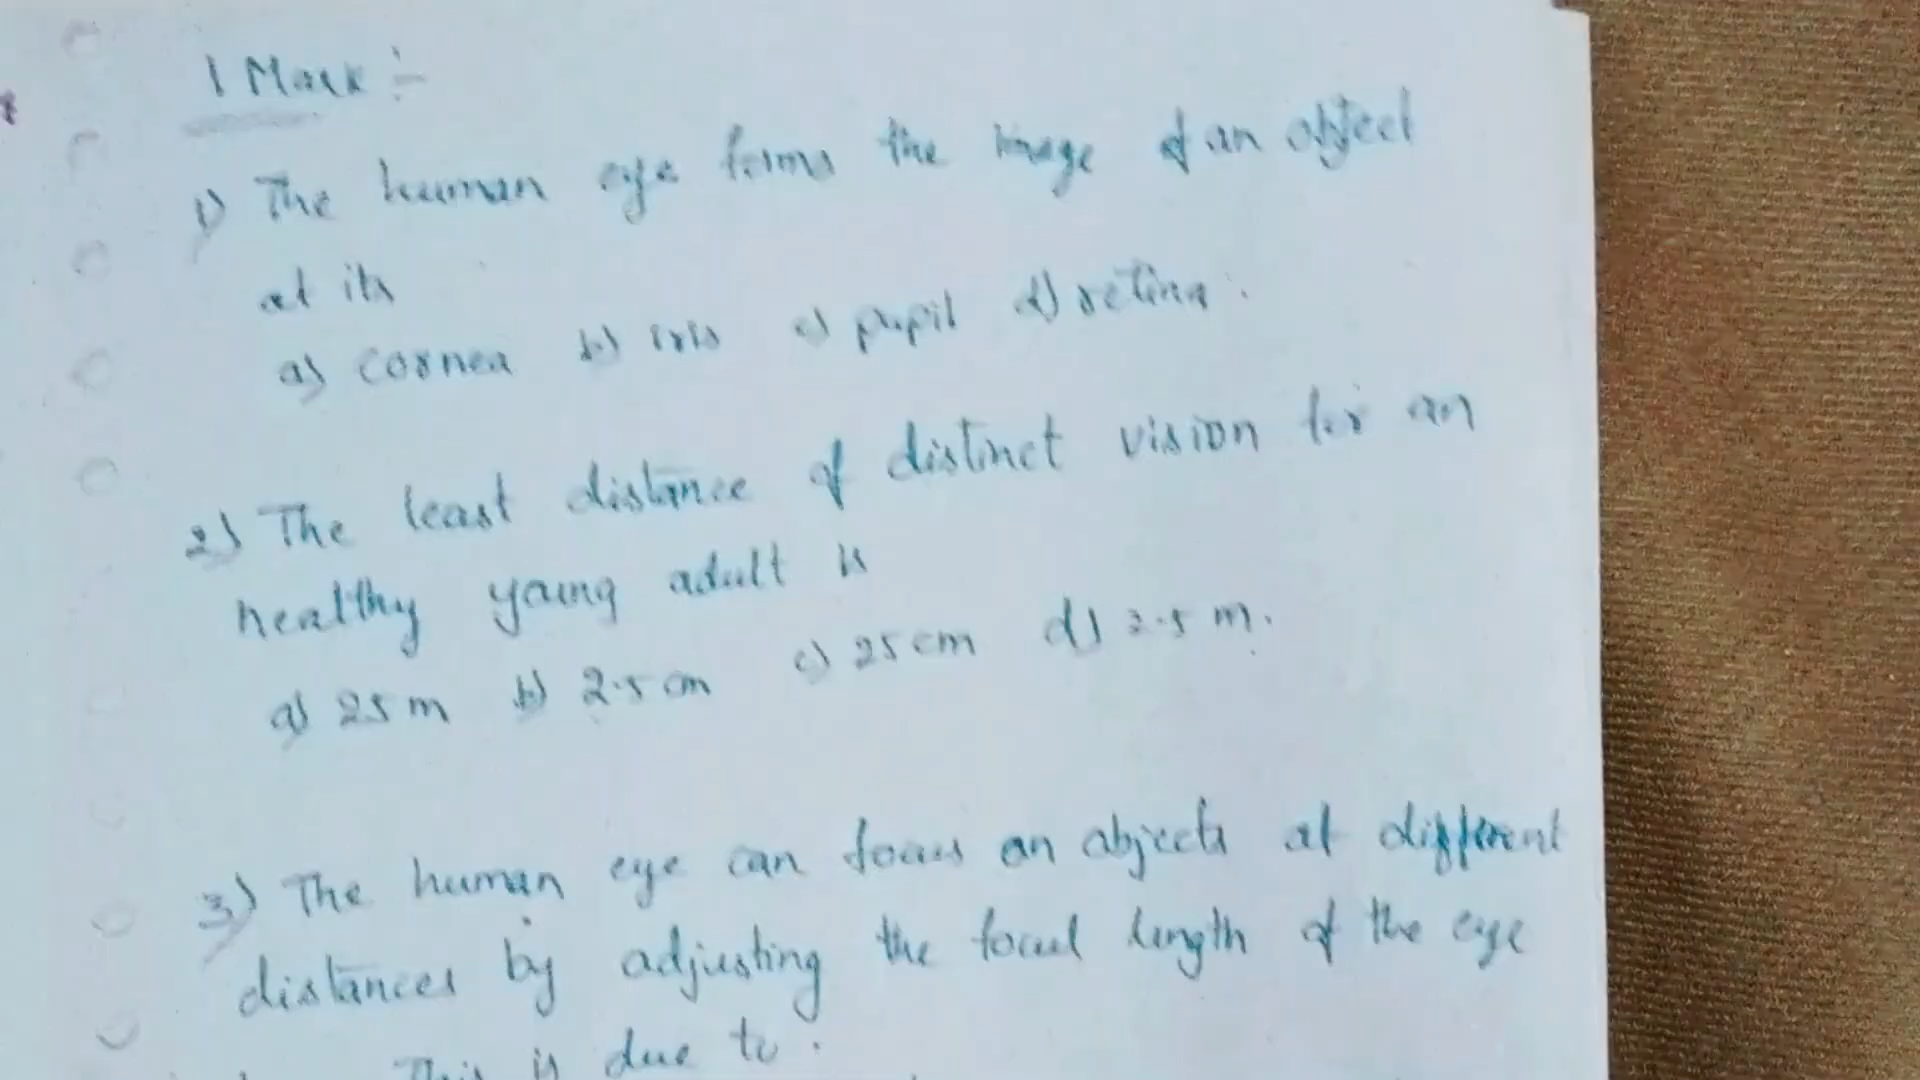 1 Mark :-
1) The human eye forms the image of an object
at its
a) cornea b) iris c) pupil d) retina.
2) The least distance of distinct vision for an
healthy young adult is
a) 25 m b) 2.5 cm c) 25 cm d) 2.5 m.
3) The human eye can focus on objects at different
distances by adjusting the focal length of the eye
This is due to.